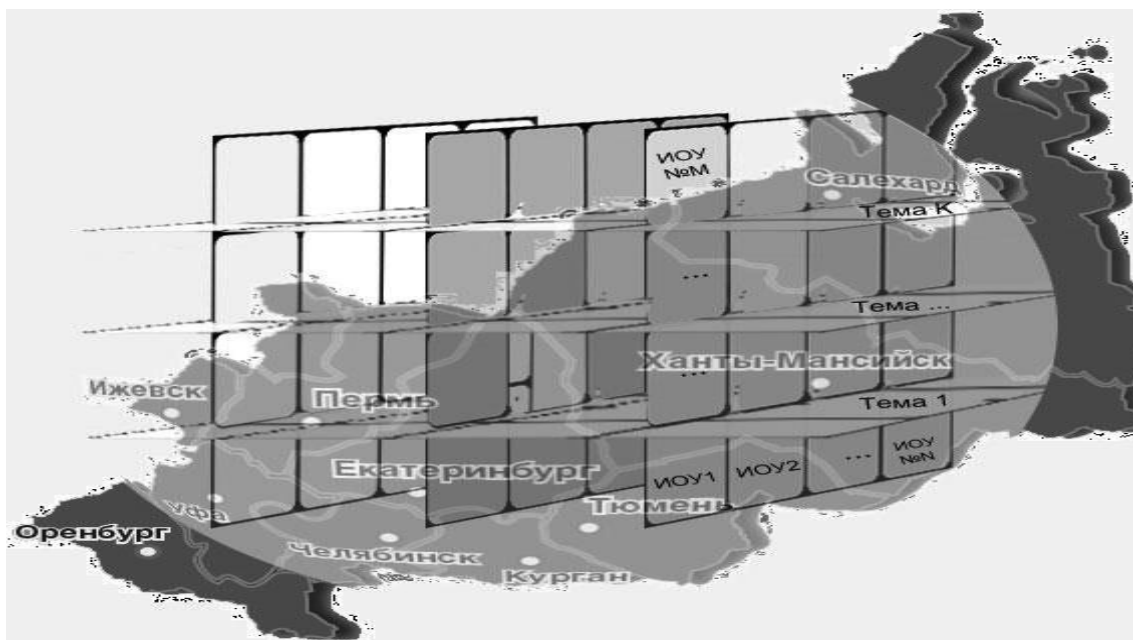 ИОУ
№М
Салехард
Тема К
...
Тема ...
Ханты-Мансийск
...
Ижевск
Пермь
Тема 1
Екатеринбург
ИОУ1
ИОУ2
...
ИОУ
№N
Тюмень
Уфа
Оренбург
Челябинск
Курган